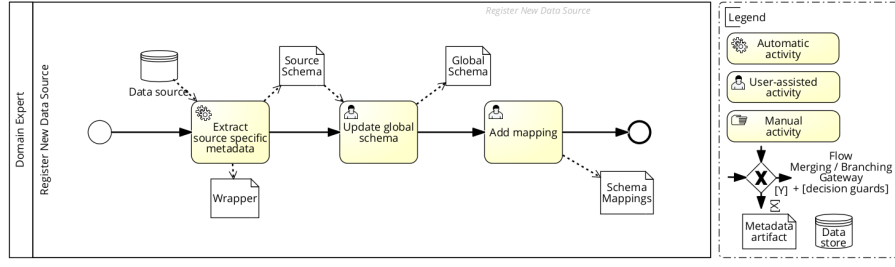 Register New Data Source
Domain Expert
Register New Data Source
Data source
Extract
source specific
metadata
Wrapper
Source
Schema
Update global
schema
Global
Schema
Add mapping
Schema
Mappings
Legend
Automatic
activity
User-assisted
activity
Manual
activity
Flow
Merging / Branching
Gateway
[Y] + [decision guards]
Metadata
artifact
Data
store